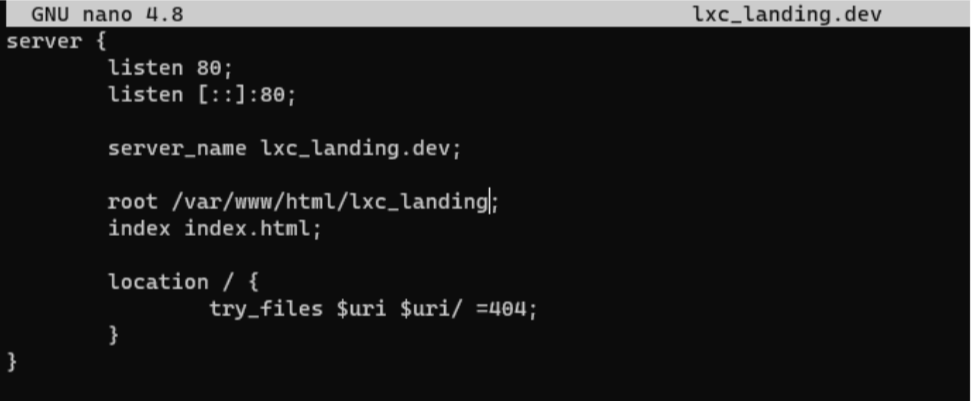 GNU nano 4.8 lxc_landing.dev
server {
listen 80;
listen [::]:80;
server_name lxc_landing.dev;
root /var/www/html/lxc_landing;
index index.html;
location / {
try_files $uri $uri/ =404;
}
}